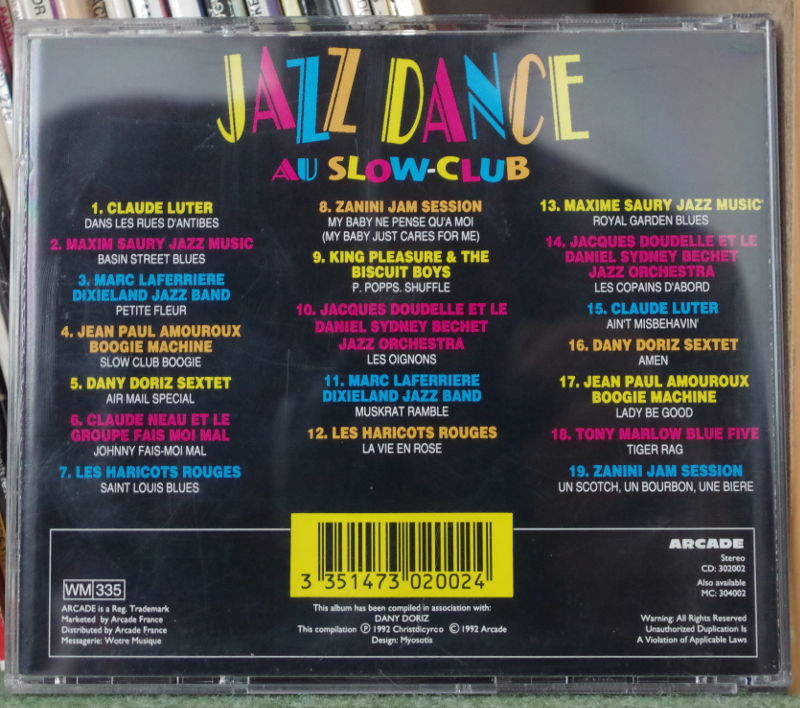 JAZZ DANCE
AU SLOW-CLUB
1. CLAUDE LUTER
DANS LES RUES D'ANTIBES
2. MAXIM SAURY JAZZ MUSIC
BASIN STREET BLUES
3. MARC LAFERRIERE
DIXIELAND JAZZ BAND
PETITE FLEUR
4. JEAN PAUL AMOUROUX
BOOGIE MACHINE
SLOW CLUB BOOGIE
5. DANY DORIZ SEXTET
AIR MAIL SPECIAL
6. CLAUDE NEAU ET LE
GROUPE FAIS MOI MAL
JOHNNY FAIS-MOI MAL
7. LES HARICOTS ROUGES
SAINT LOUIS BLUES
8. ZANINI JAM SESSION
MY BABY NE PENSE QU'A MOI
(MY BABY JUST CARES FOR ME)
9. KING PLEASURE & THE
BISCUIT BOYS
P. POPPS. SHUFFLE
10. JACQUES DOUDELLE ET LE
DANIEL SYDNEY BECHET
JAZZ ORCHESTRA
LES OIGNONS
11. MARC LAFERRIERE
DIXIELAND JAZZ BAND
MUSKRAT RAMBLE
12. LES HARICOTS ROUGES
LA VIE EN ROSE
13. MAXIME SAURY JAZZ MUSIC'
ROYAL GARDEN BLUES
14. JACQUES DOUDELLE ET LE
DANIEL SYDNEY BECHET
JAZZ ORCHESTRA
LES COPAINS D'ABORD
15. CLAUDE LUTER
AIN'T MISBEHAVIN'
16. DANY DORIZ SEXTET
AMEN
17. JEAN PAUL AMOUROUX
BOOGIE MACHINE
LADY BE GOOD
18. TONY MARLOW BLUE FIVE
TIGER RAG
19. ZANINI JAM SESSION
UN SCOTCH, UN BOURBON, UNE BIERE
WM 335
ARCADE is a Reg. Trademark
Marketed by Arcade France
Distributed by Arcade France
Messagerie: Wotre Musique
3 351473 020024
This album has been compiled in association with:
DANY DORIZ
This compilation Ⓟ 1992 Christdicyrco © 1992 Arcade
Design: Myosotis
ARCADE
Stereo
CD: 302002
Also available
MC: 304002
Warning: All Rights Reserved
Unauthorized Duplication Is
A Violation of Applicable Laws